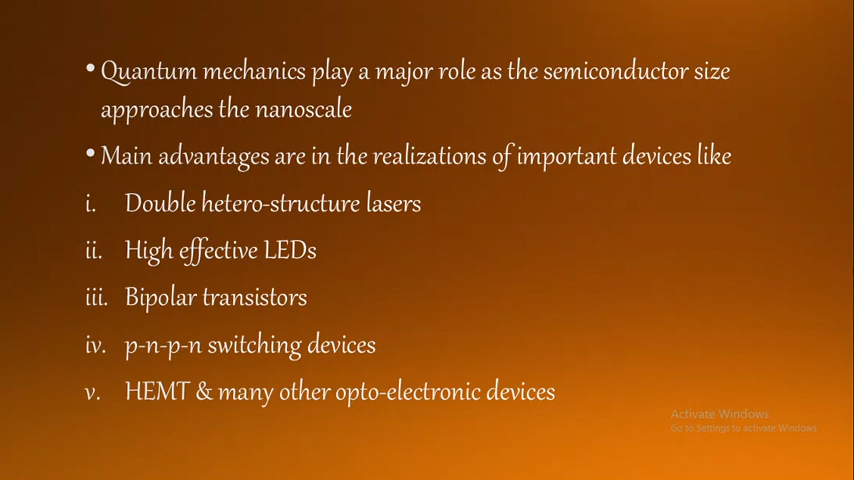 • Quantum mechanics play a major role as the semiconductor size
approaches the nanoscale
• Main advantages are in the realizations of important devices like
i. Double hetero-structure lasers
ii. High effective LEDs
iii. Bipolar transistors
iv. p-n-p-n switching devices
v. HEMT & many other opto-electronic devices
Activate Windows
Go to Settings to activate Windows.